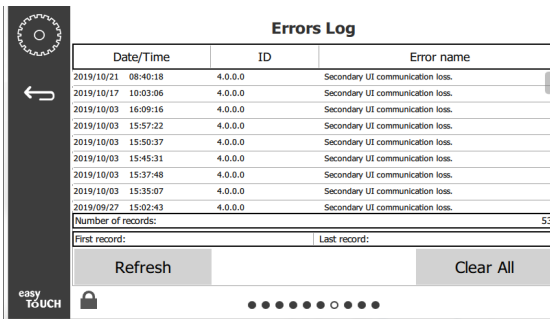 Errors Log
Date/Time ID Error name
2019/10/21 08:40:18 4.0.0.0 Secondary UI communication loss.
2019/10/17 10:03:06 4.0.0.0 Secondary UI communication loss.
2019/10/03 16:09:16 4.0.0.0 Secondary UI communication loss.
2019/10/03 15:57:22 4.0.0.0 Secondary UI communication loss.
2019/10/03 15:50:37 4.0.0.0 Secondary UI communication loss.
2019/10/03 15:45:31 4.0.0.0 Secondary UI communication loss.
2019/10/03 15:37:48 4.0.0.0 Secondary UI communication loss.
2019/10/03 15:35:07 4.0.0.0 Secondary UI communication loss.
2019/09/27 15:02:43 4.0.0.0 Secondary UI communication loss.
Number of records: 53
First record: Last record:
Refresh Clear All
easy
TOUCH